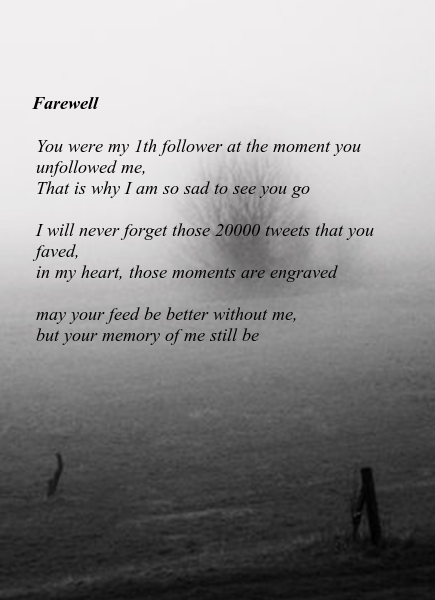 Farewell
You were my 1th follower at the moment you
unfollowed me,
That is why I am so sad to see you go
I will never forget those 20000 tweets that you
faved,
in my heart, those moments are engraved
may your feed be better without me,
but your memory of me still be